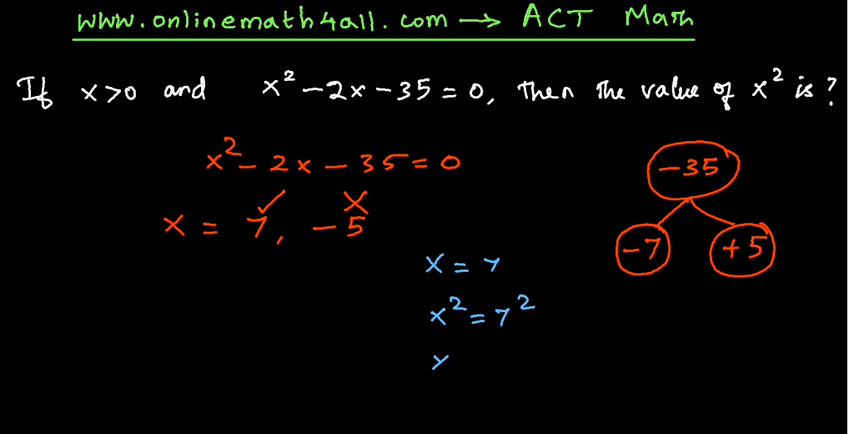 www.onlinemath4all.com → ACT Math
If x>0 and x² - 2x - 35 = 0, then the value of x² is?
x² - 2x - 35 = 0
x = 7, -5
-35
-7 +5
x = 7
x² = 7²
x